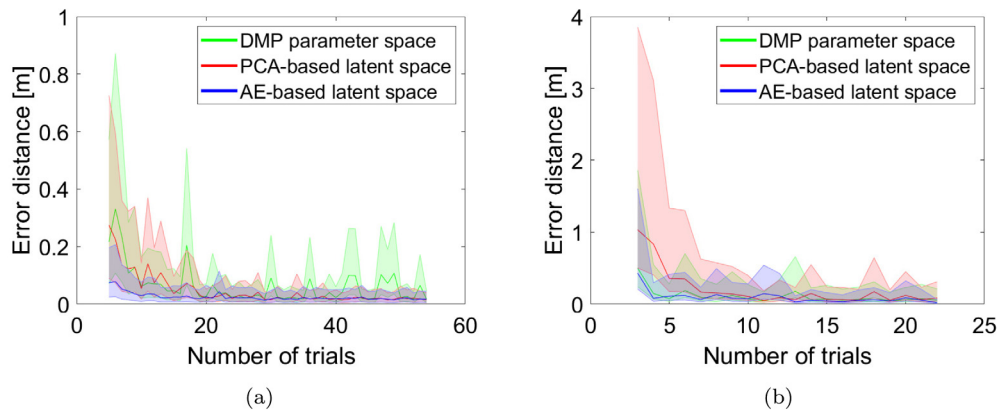 1
0.8
0.6
0.4
0.2
0
Error distance [m]
DMP parameter space
PCA-based latent space
AE-based latent space
0 20 40 60
Number of trials
(a)
4
3
2
1
0
Error distance [m]
DMP parameter space
PCA-based latent space
AE-based latent space
0 5 10 15 20 25
Number of trials
(b)